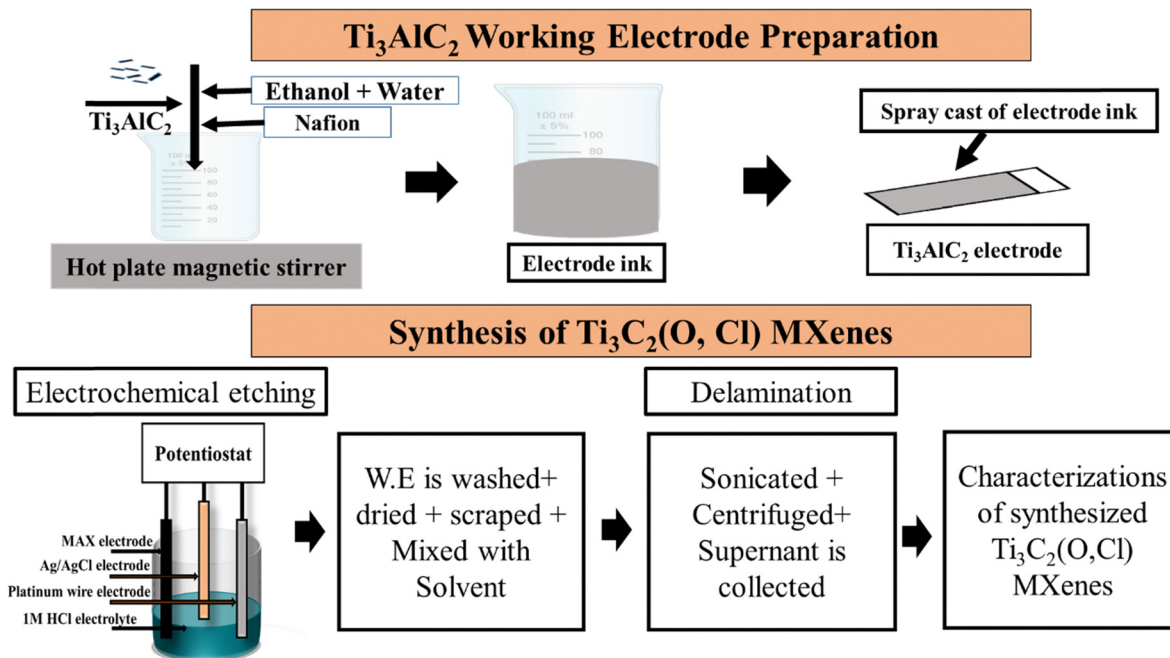 Ti₃AlC₂ Working Electrode Preparation
Ethanol + Water
Ti₃AlC₂
Nafion
100 ml
± 5%
100
80
60
40
20
Hot plate magnetic stirrer
100 ml
± 5%
100
80
Electrode ink
Spray cast of electrode ink
Ti₃AlC₂ electrode
Synthesis of Ti₃C₂(O, Cl) MXenes
Electrochemical etching
Potentiostat
MAX electrode
Ag/AgCl electrode
Platinum wire electrode
1M HCl electrolyte
W.E is washed+
dried + scraped +
Mixed with
Solvent
Delamination
Sonicated +
Centrifuged+
Supernant is
collected
Characterizations
of synthesized
Ti₃C₂(O,Cl)
MXenes